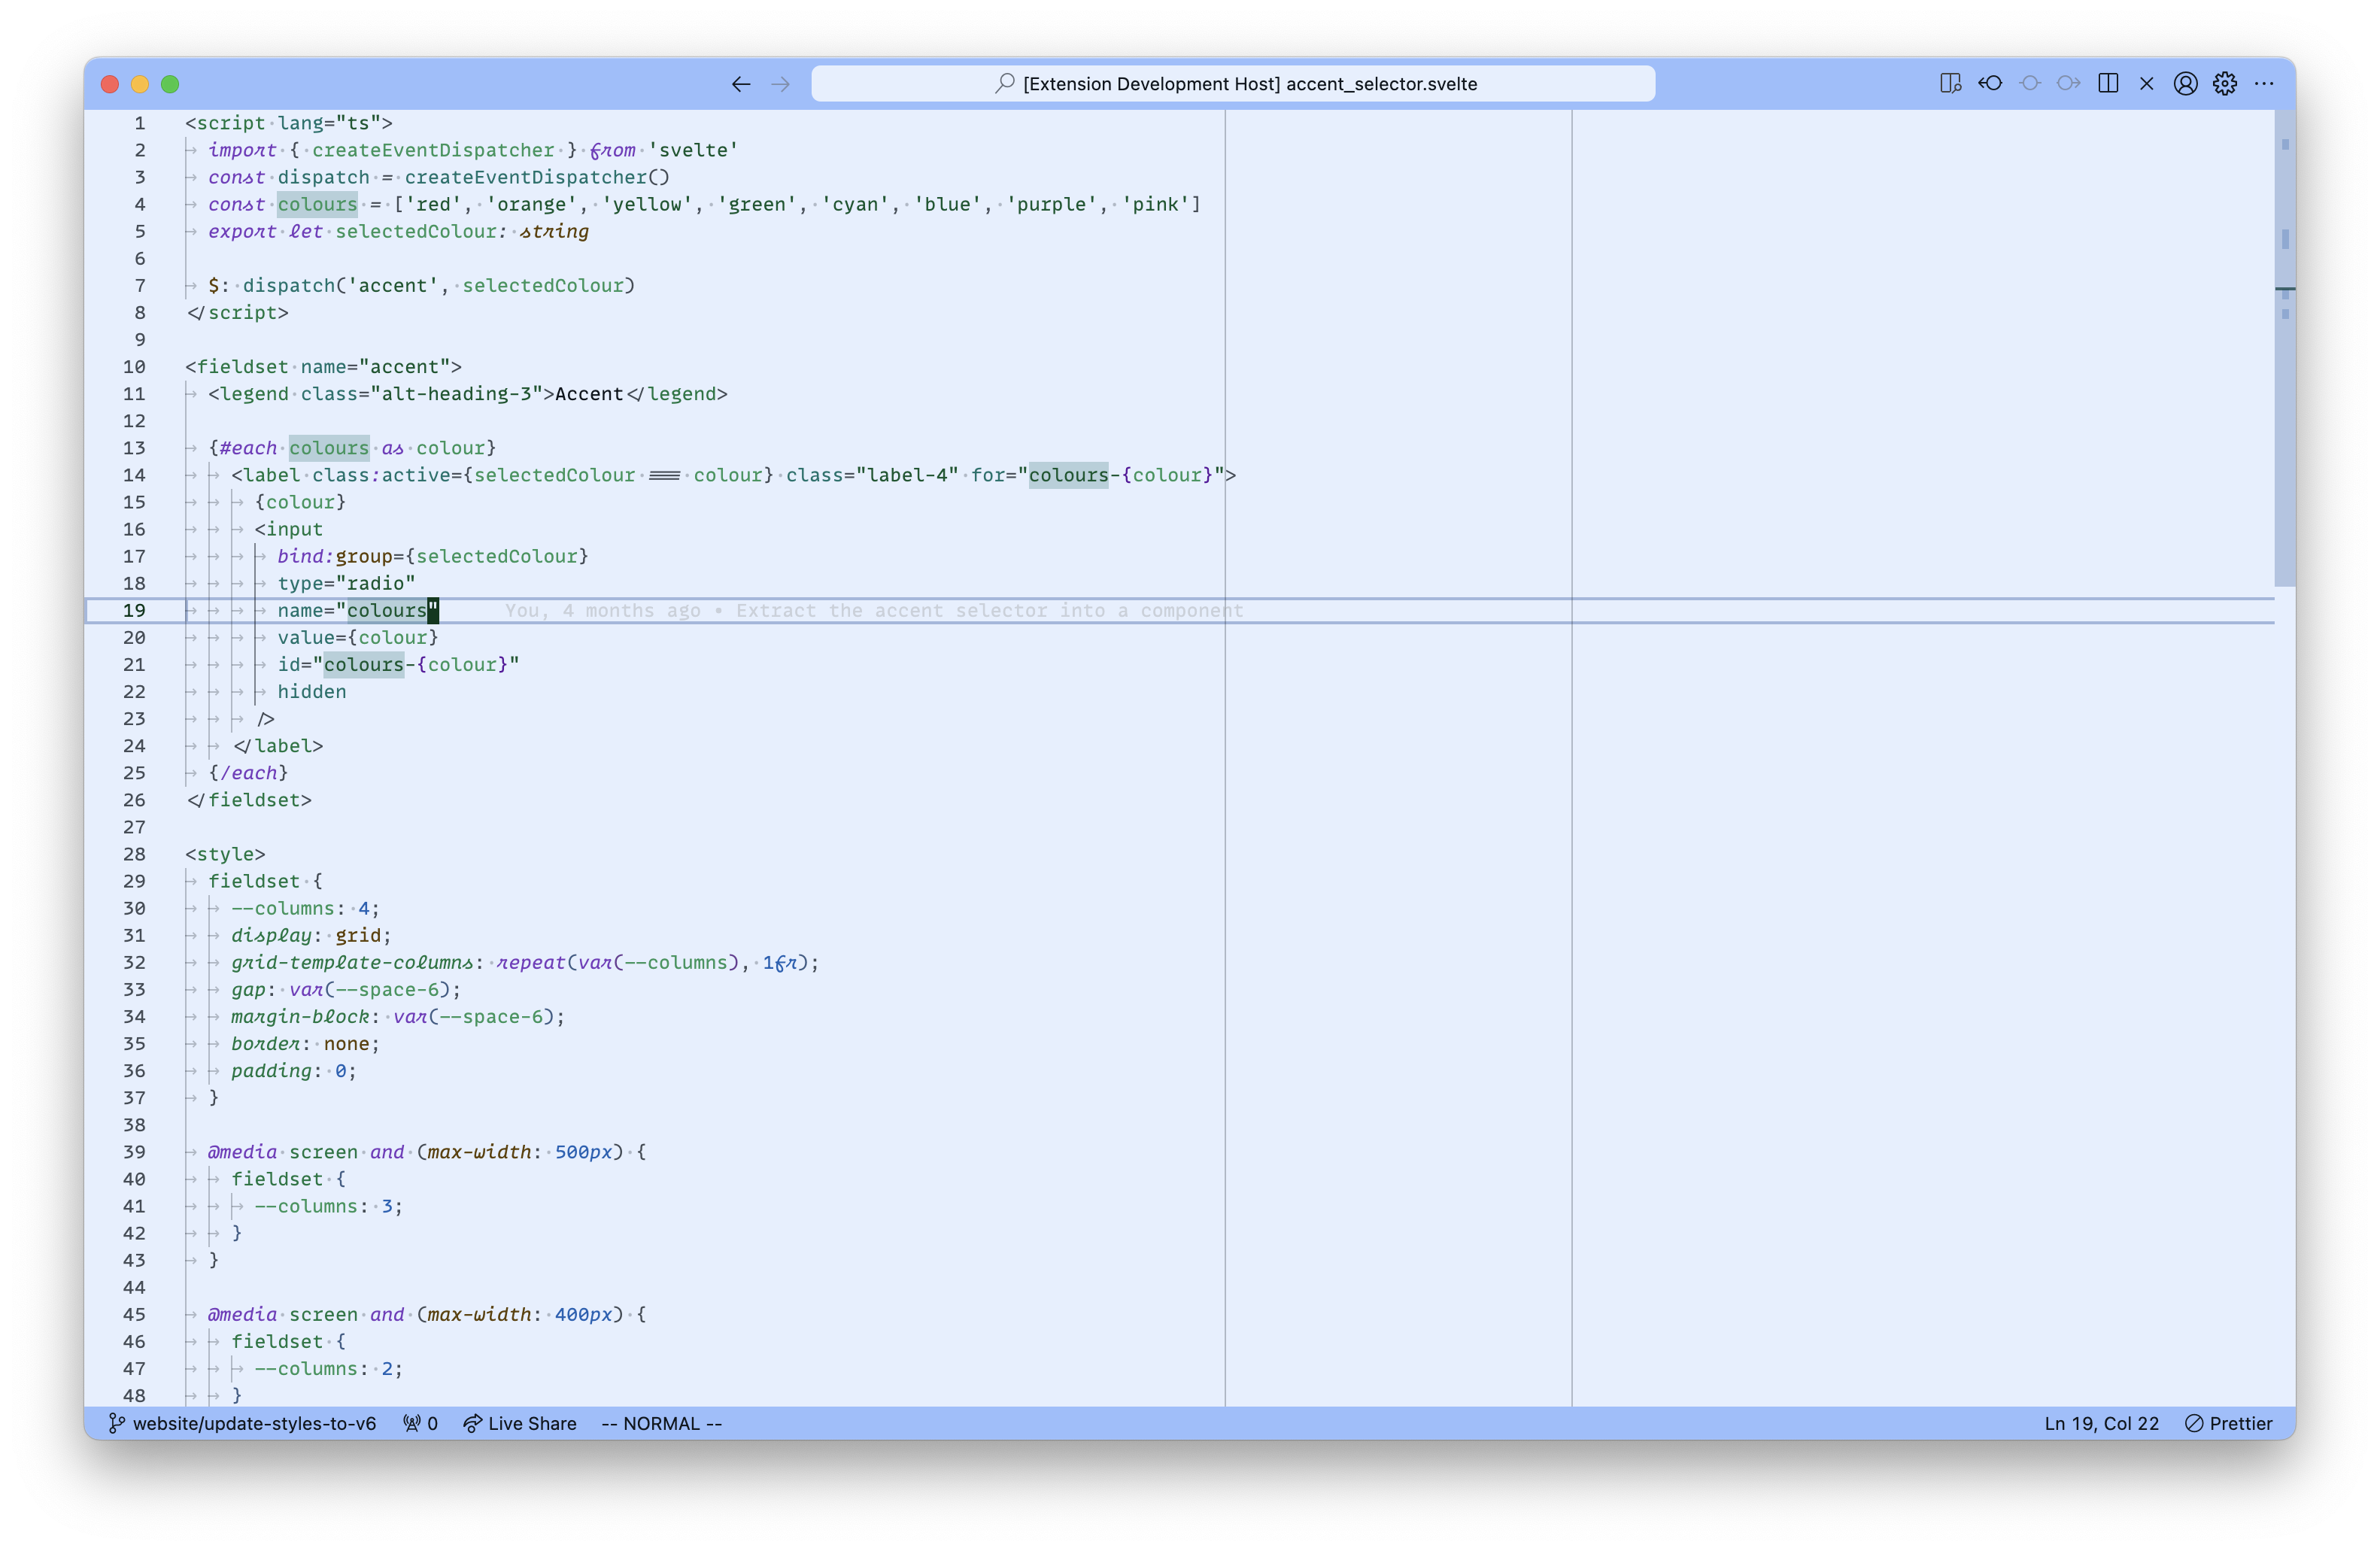 [Extension Development Host] accent_selector.svelte
1 <script lang="ts">
2 import { createEventDispatcher } from 'svelte'
3 const dispatch = createEventDispatcher()
4 const colours = ['red', 'orange', 'yellow', 'green', 'cyan', 'blue', 'purple', 'pink']
5 export let selectedColour: string
6
7 $: dispatch('accent', selectedColour)
8 </script>
9
10 <fieldset name="accent">
11 <legend class="alt-heading-3">Accent</legend>
12
13 {#each colours as colour}
14 <label class:active={selectedColour === colour} class="label-4" for="colours-{colour}">
15 {colour}
16 <input
17 bind:group={selectedColour}
18 type="radio"
19 name="colours" You, 4 months ago • Extract the accent selector into a component
20 value={colour}
21 id="colours-{colour}"
22 hidden
23 />
24 </label>
25 {/each}
26 </fieldset>
27
28 <style>
29 fieldset {
30 --columns: 4;
31 display: grid;
32 grid-template-columns: repeat(var(--columns), 1fr);
33 gap: var(--space-6);
34 margin-block: var(--space-6);
35 border: none;
36 padding: 0;
37 }
38
39 @media screen and (max-width: 500px) {
40 fieldset {
41 --columns: 3;
42 }
43 }
44
45 @media screen and (max-width: 400px) {
46 fieldset {
47 --columns: 2;
48 }
website/update-styles-to-v6 0 Live Share -- NORMAL -- Ln 19, Col 22 Prettier